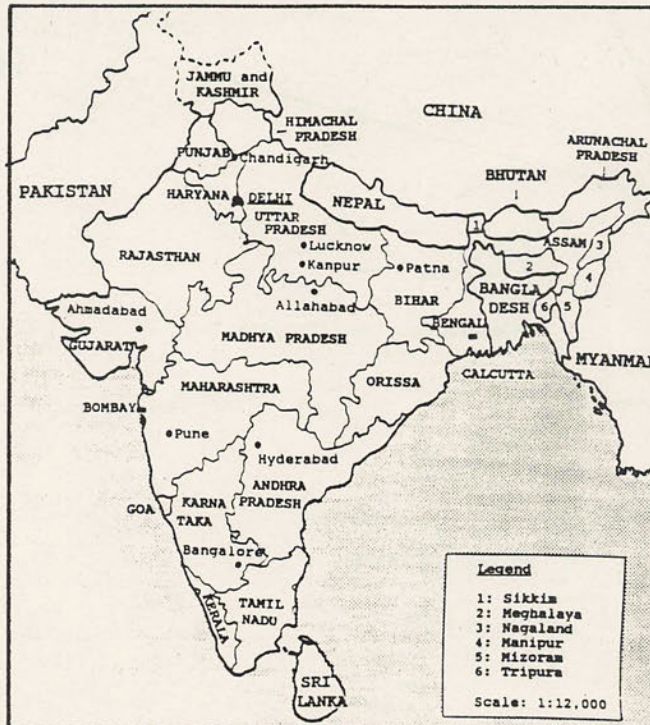 JAMMU and
KASHMIR
CHINA
HIMACHAL
PRADESH
ARUNACHAL
PRADESH
PUNJAB
Chandigarh
PAKISTAN
HARYANA
DELHI
NEPAL
BHUTAN
UTTAR
PRADESH
1
ASSAM
3
RAJASTHAN
Lucknow
Kanpur
Patna
2
4
Allahabad
BIHAR
BANGLA
DESH
6
5
Ahmadabad
GUJARAT
MADHYA PRADESH
BENGAL
MYANMAR
MAHARASHTRA
ORISSA
CALCUTTA
BOMBAY
Pune
Hyderabad
ANDHRA
PRADESH
GOA
KARNA
TAKA
Bangalore
KERALA
TAMIL
NADU
SRI
LANKA
Legend
1: Sikkim
2: Meghalaya
3: Nagaland
4: Manipur
5: Mizoram
6: Tripura
Scale: 1:12,000